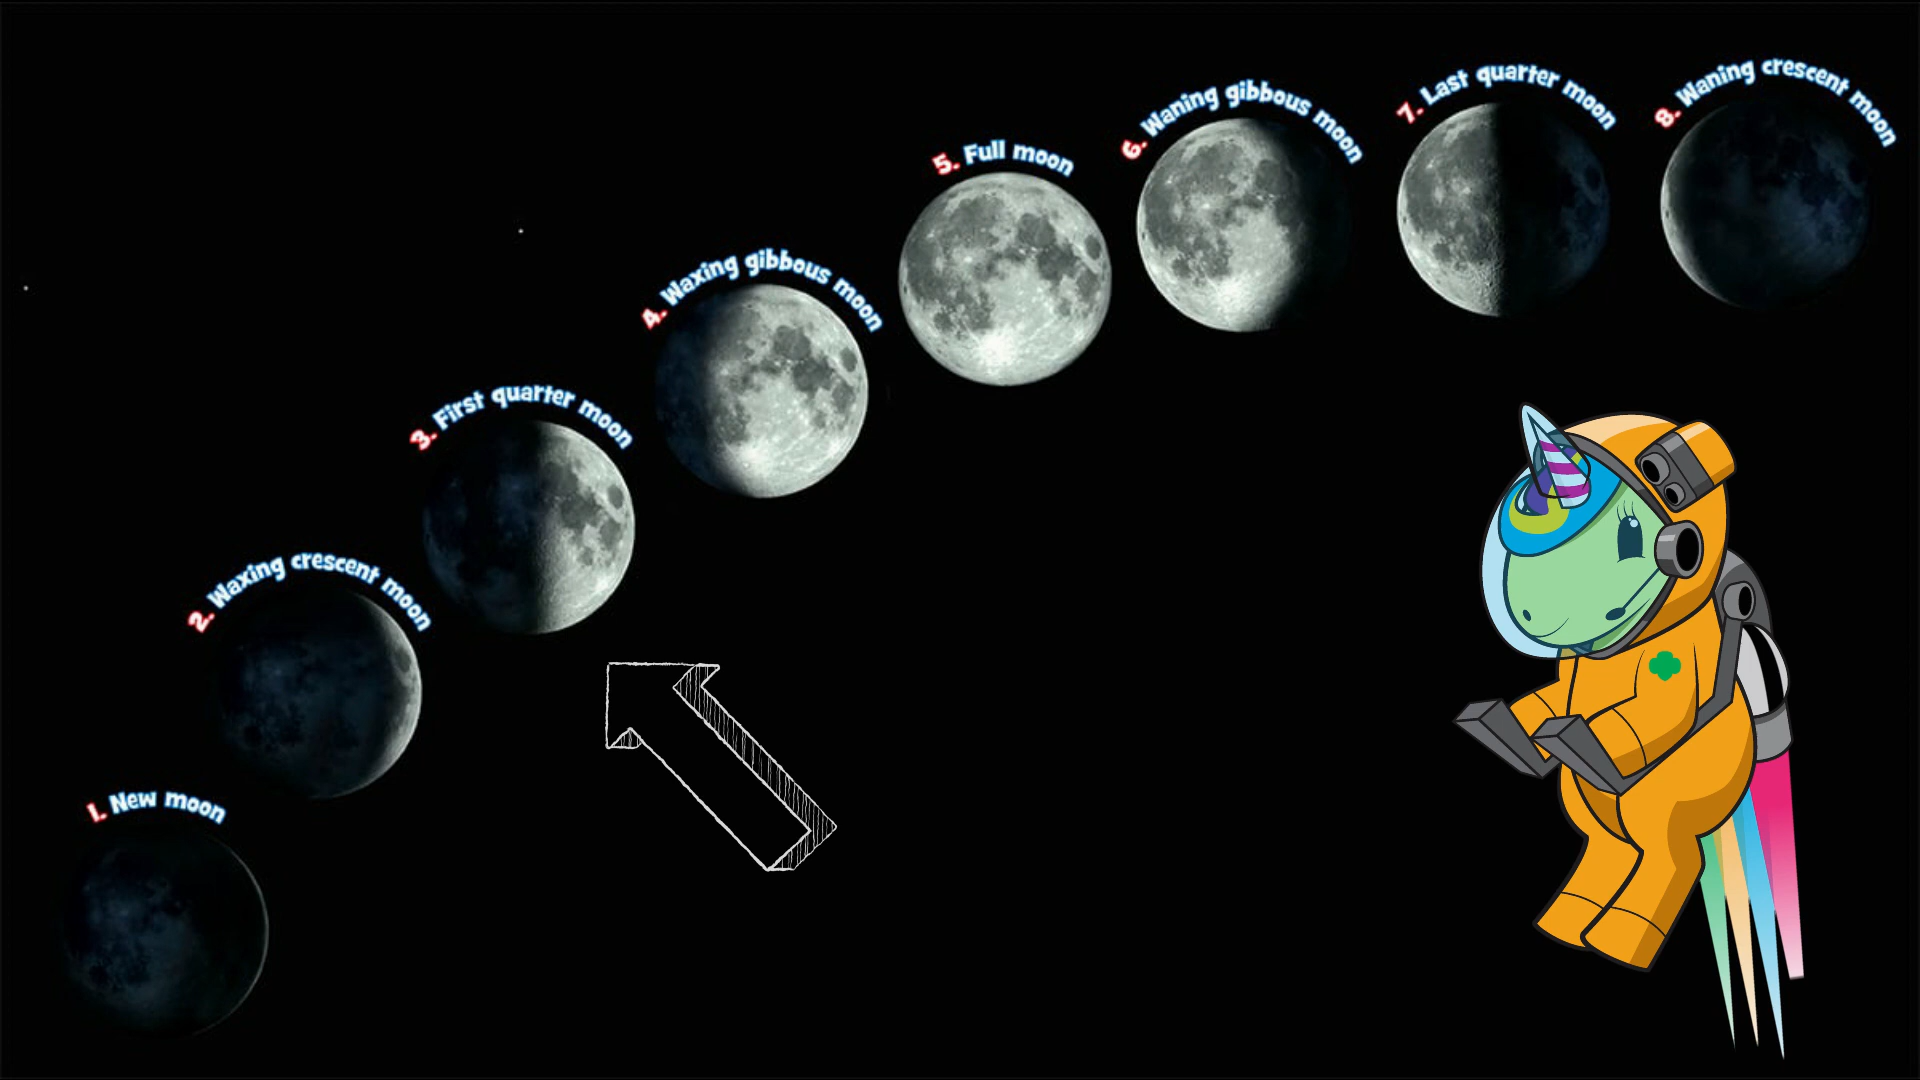 1. New moon
2. Waxing crescent moon
3. First quarter moon
4. Waxing gibbous moon
5. Full moon
6. Waning gibbous moon
7. Last quarter moon
8. Waning crescent moon